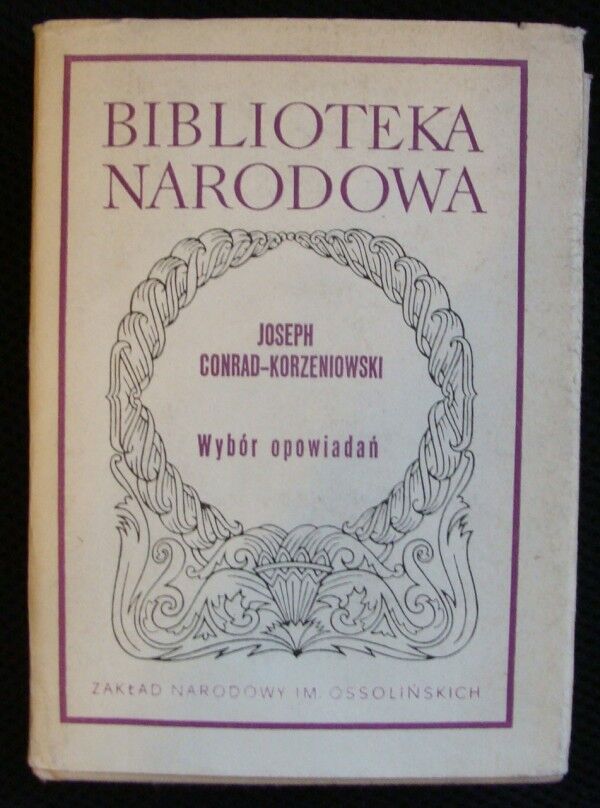 BIBLIOTEKA
NARODOWA
JOSEPH
CONRAD-KORZENIOWSKI
Wybór opowiadań
ZAKŁAD NARODOWY IM. OSSOLIŃSKICH